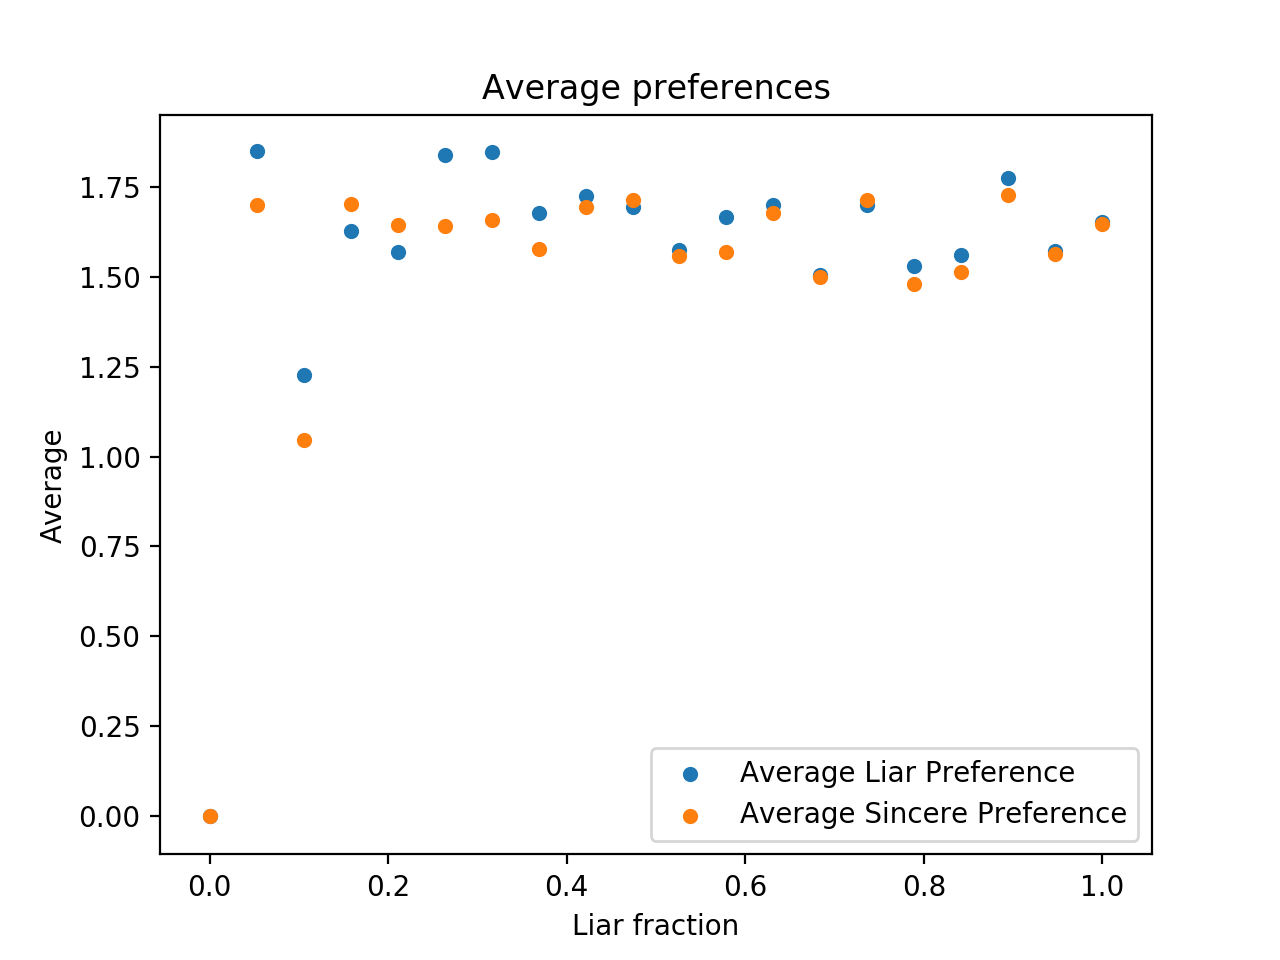 Average preferences
1.75
1.50
1.25
1.00
0.75
0.50
0.25
0.00
Average
Average Liar Preference
Average Sincere Preference
0.0 0.2 0.4 0.6 0.8 1.0
Liar fraction